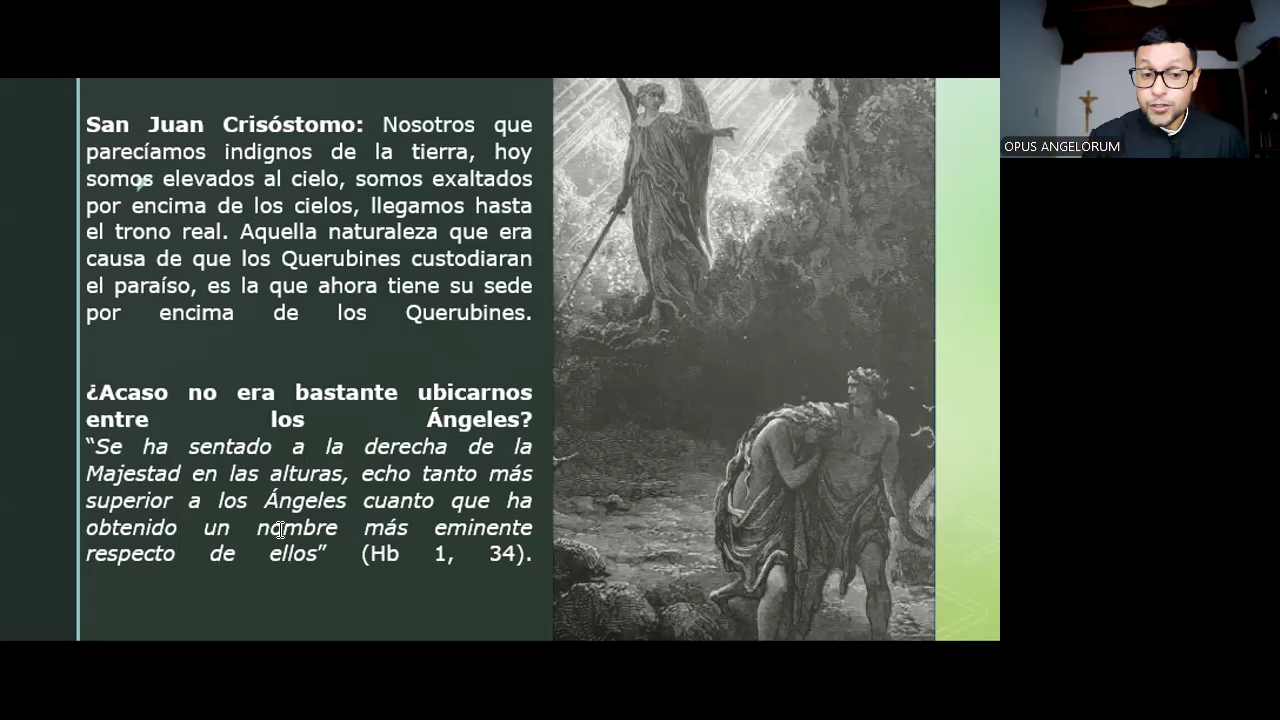 San Juan Crisóstomo: Nosotros que
parecíamos indignos de la tierra, hoy
somos elevados al cielo, somos exaltados
por encima de los cielos, llegamos hasta
el trono real. Aquella naturaleza que era
causa de que los Querubines custodiaran
el paraíso, es la que ahora tiene su sede
por encima de los Querubines.
¿Acaso no era bastante ubicarnos
entre los Ángeles?
“Se ha sentado a la derecha de la
Majestad en las alturas, echo tanto más
superior a los Ángeles cuanto que ha
obtenido un nombre más eminente
respecto de ellos” (Hb 1, 34).
OPUS ANGELORUM